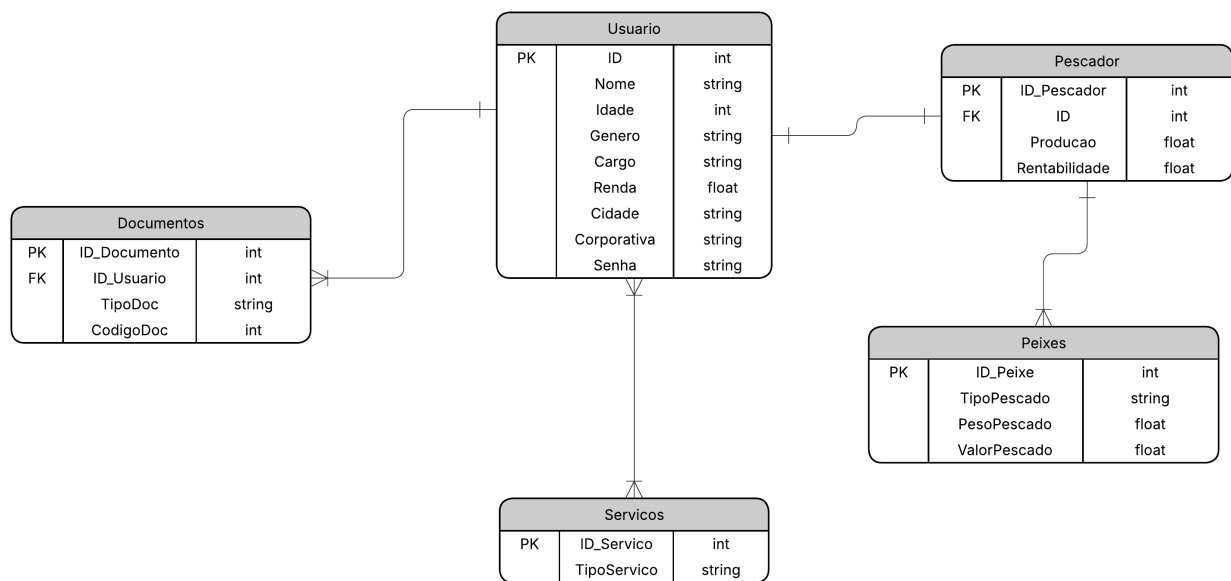 Usuario
PK ID int
Nome string
Idade int
Genero string
Cargo string
Renda float
Cidade string
Corporativa string
Senha string
Pescador
PK ID_Pescador int
FK ID int
Producao float
Rentabilidade float
Documentos
PK ID_Documento int
FK ID_Usuario int
TipoDoc string
CodigoDoc int
Peixes
PK ID_Peixe int
TipoPescado string
PesoPescado float
ValorPescado float
Servicos
PK ID_Servico int
TipoServico string